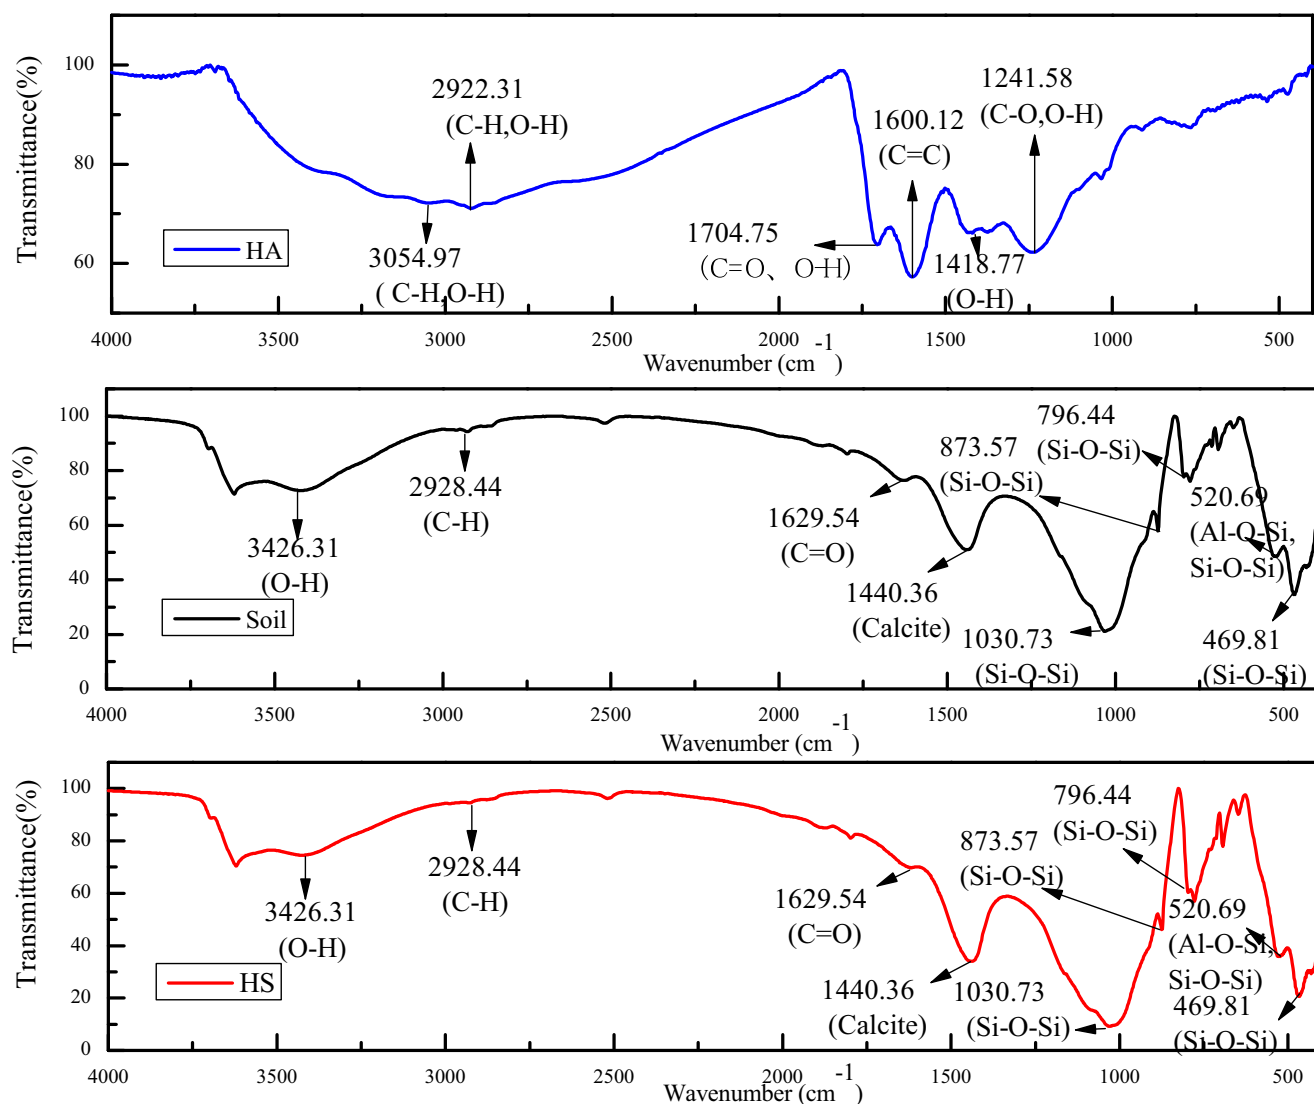 Transmittance(%)
100
80
60
2922.31
(C-H,O-H)
1241.58
(C-O,O-H)
1600.12
(C=C)
1704.75
(C=O、O-H)
3054.97
( C-H,O-H)
1418.77
(O-H)
HA
4000
3500
3000
2500
2000
1500
1000
500
Wavenumber (cm-1)
Transmittance(%)
100
80
60
40
20
0
796.44
(Si-O-Si)
873.57
(Si-O-Si)
2928.44
(C-H)
520.69
(Al-O-Si,
Si-O-Si)
1629.54
(C=O)
3426.31
(O-H)
1440.36
(Calcite)
1030.73
(Si-O-Si)
469.81
(Si-O-Si)
Soil
4000
3500
3000
2500
2000
1500
1000
500
Wavenumber (cm-1)
Transmittance(%)
100
80
60
40
20
0
796.44
(Si-O-Si)
873.57
(Si-O-Si)
2928.44
(C-H)
1629.54
(C=O)
3426.31
(O-H)
520.69
(Al-O-Si,
Si-O-Si)
1440.36
(Calcite)
1030.73
(Si-O-Si)
469.81
(Si-O-Si)
HS
4000
3500
3000
2500
2000
1500
1000
500
Wavenumber (cm-1)